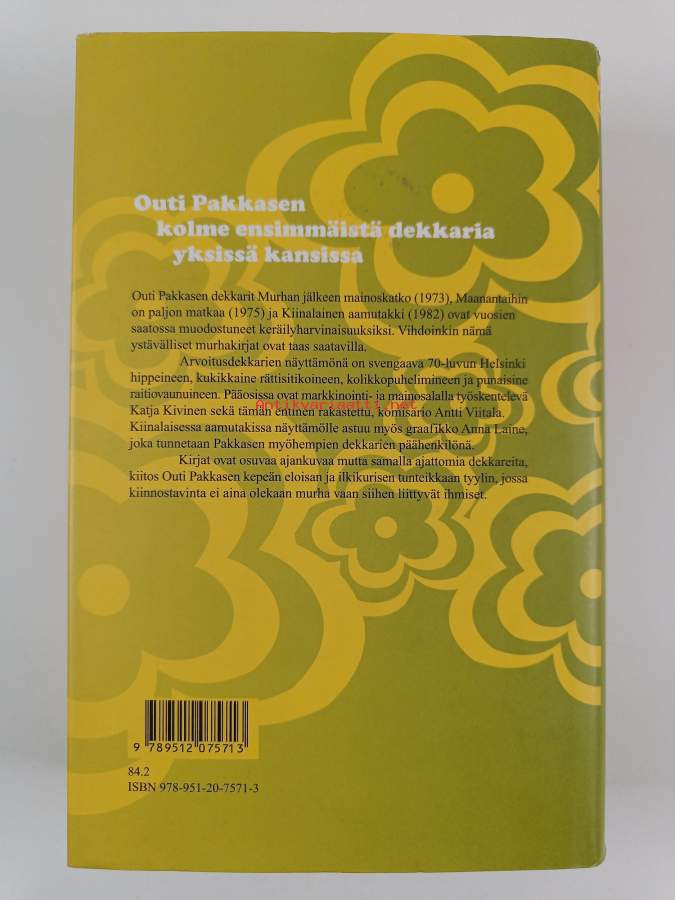 Outi Pakkasen
kolme ensimmäistä dekkaria
yksissä kansissa
Outi Pakkasen dekkarit Murhan jälkeen mainoskatko (1973), Maanantaihin
on paljon matkaa (1975) ja Kiinalainen aamutakki (1982) ovat vuosien
saatossa muodostuneet keräilyharvinaisuuksiksi. Vihdoinkin nämä
ystävälliset murhakirjat ovat taas saatavilla.
Arvoitusdekkarien näyttämönä on svengaava 70-luvun Helsinki
hippeineen, kukikkaine rättisitikoineen, kolikkopuhelimineen ja punaisine
raitiovaunuineen. Pääosissa ovat markkinointi- ja mainosalalla työskentelevä
Antikvariaatti.net
Katja Kivinen sekä tämän entinen rakastettu, komisario Antti Viitala.
Kiinalaisessa aamutakissa näyttämölle astuu myös graafikko Anna Laine,
joka tunnetaan Pakkasen myöhempien dekkarien päähenkilönä.
Kirjat ovat osuvaa ajankuvaa mutta samalla ajattomia dekkareita,
kiitos Outi Pakkasen kepeän eloisan ja ilkikurisen tunteikkaan tyylin, jossa
kiinnostavinta ei aina olekaan murha vaan siihen liittyvät ihmiset.
9 789512 075713
84.2
ISBN 978-951-20-7571-3